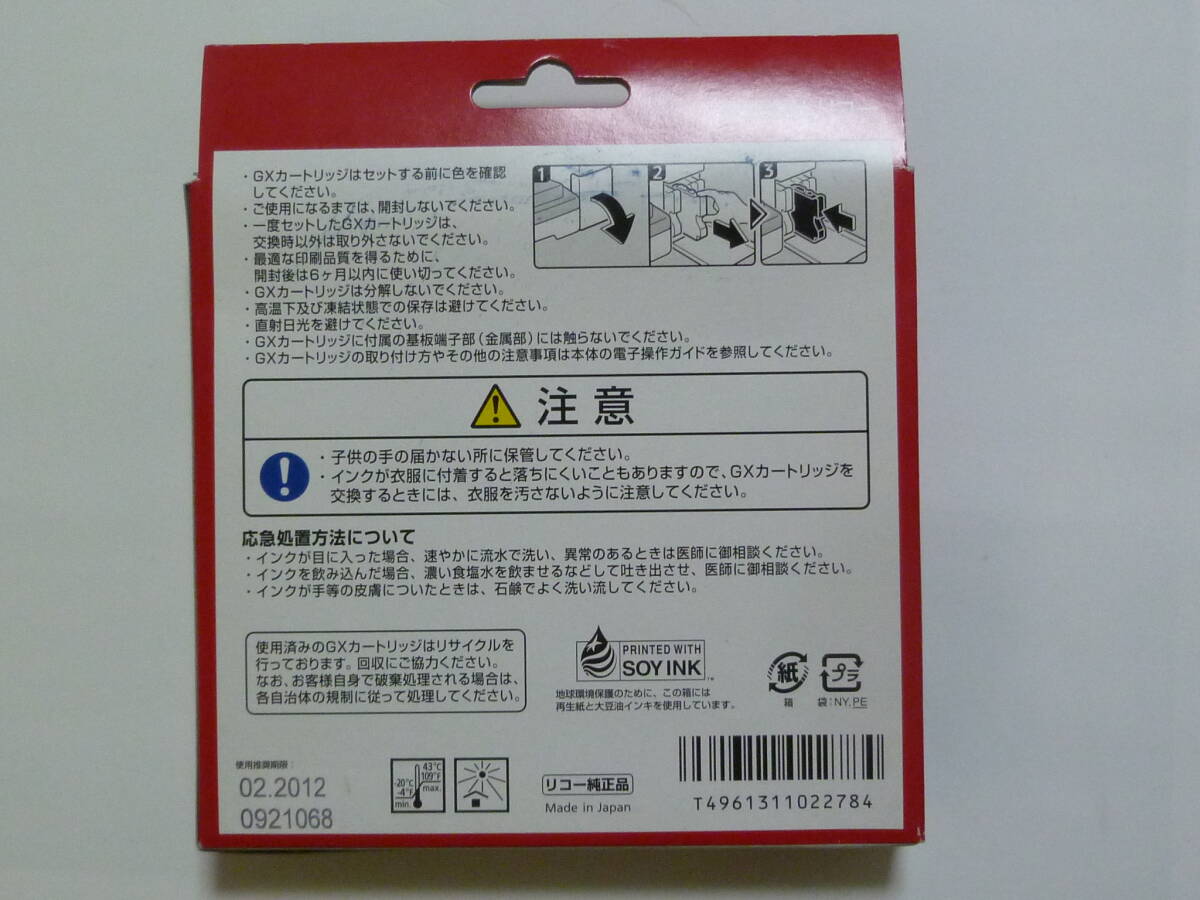 ・GXカートリッジはセットする前に色を確認
してください。
・ご使用になるまでは、開封しないでください。
・一度セットしたGXカートリッジは、
交換時以外は取り外さないでください。
・最適な印刷品質を得るために、
開封後は6ヶ月以内に使い切ってください。
・GXカートリッジは分解しないでください。
・高温下及び凍結状態での保存は避けてください。
・直射日光を避けてください。
・GXカートリッジに付属の基板端子部(金属部)には触らないでください。
・GXカートリッジの取り付け方やその他の注意事項は本体の電子操作ガイドを参照してください。
1
2
3
注意
・子供の手の届かない所に保管してください。
・インクが衣服に付着すると落ちにくいこともありますので、GXカートリッジを
交換するときには、衣服を汚さないように注意してください。
応急処置方法について
・インクが目に入った場合、速やかに流水で洗い、異常のあるときは医師に御相談ください。
・インクを飲み込んだ場合、濃い食塩水を飲ませるなどして吐き出させ、医師に御相談ください。
・インクが手等の皮膚についたときは、石鹸でよく洗い流してください。
使用済みのGXカートリッジはリサイクルを
行っております。回収にご協力ください。
なお、お客様自身で破棄処理される場合は、
各自治体の規制に従って処理してください。
PRINTED WITH
SOY INK™
地球環境保護のために、この箱には
再生紙と大豆油インキを使用しています。
紙
箱
プラ
袋:NY,PE
使用推奨期限:
02.2012
0921068
43℃
109°F
max.
-20℃
-4°F
min.
リコー純正品
Made in Japan
T4961311022784